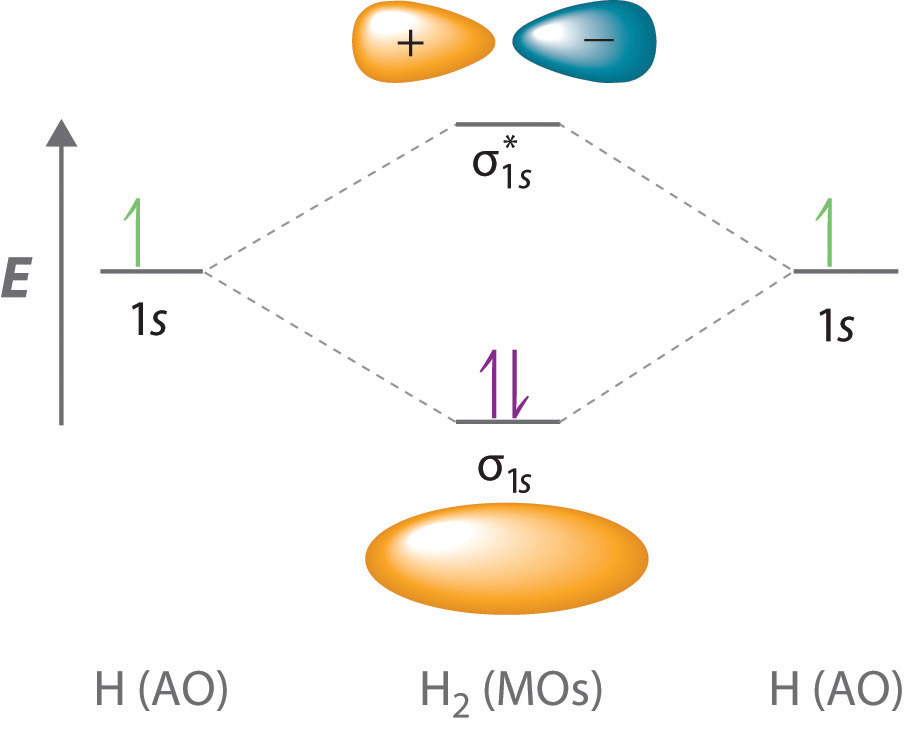 + −
σ*1s
E
1s
1s
σ1s
H (AO)
H2 (MOs)
H (AO)